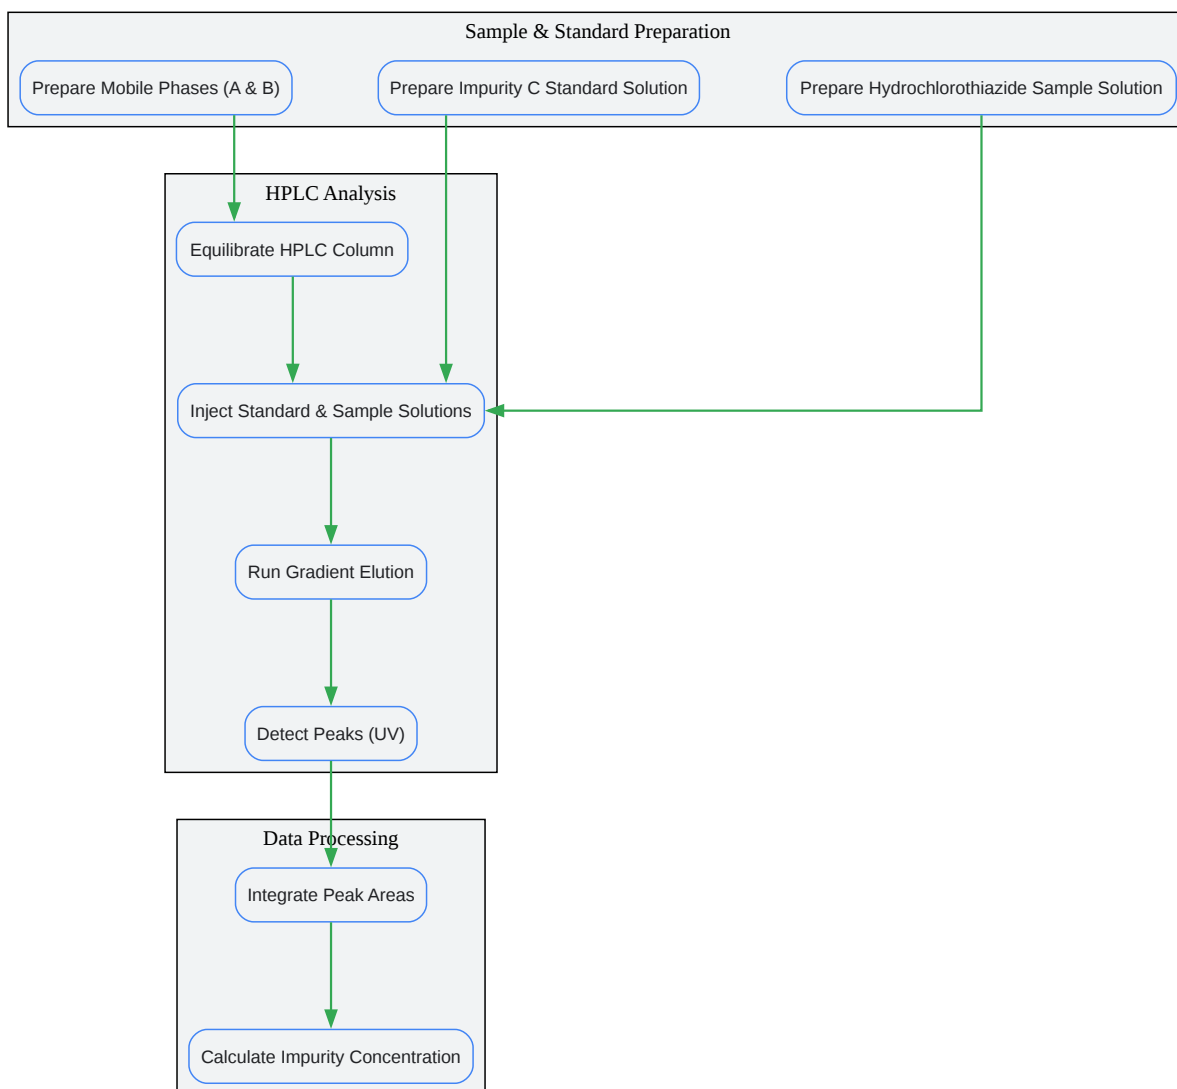 Sample & Standard Preparation
Prepare Mobile Phases (A & B)
Prepare Impurity C Standard Solution
Prepare Hydrochlorothiazide Sample Solution
HPLC Analysis
Equilibrate HPLC Column
Inject Standard & Sample Solutions
Run Gradient Elution
Detect Peaks (UV)
Data Processing
Integrate Peak Areas
Calculate Impurity Concentration